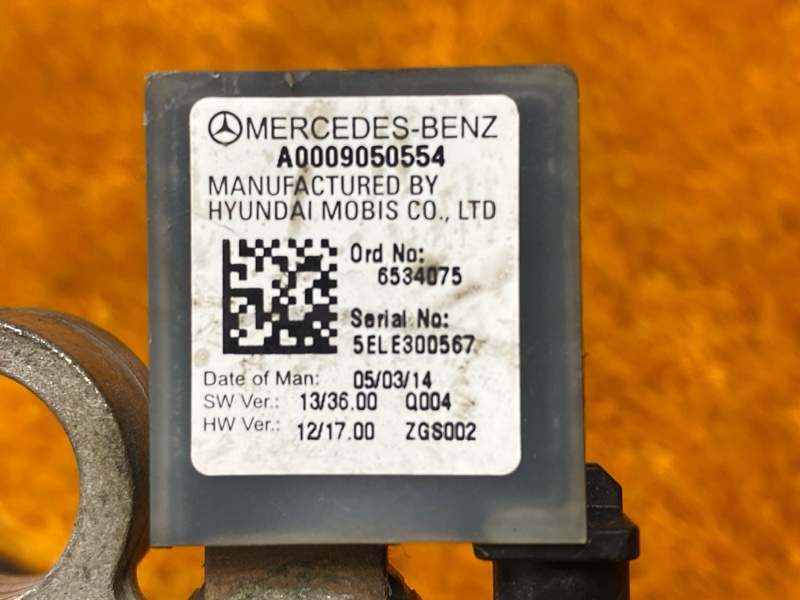 MERCEDES-BENZ
A0009050554
MANUFACTURED BY
HYUNDAI MOBIS CO., LTD
Ord No:
6534075
Serial No:
5ELE300567
Date of Man: 05/03/14
SW Ver.: 13/36.00 Q004
HW Ver.: 12/17.00 ZGS002